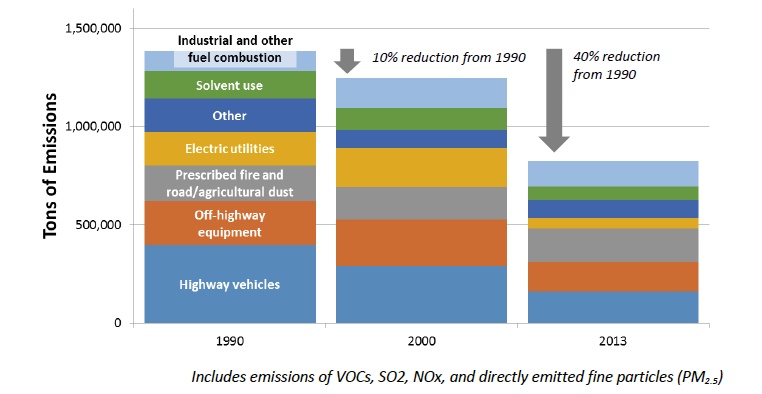 1,500,000
1,000,000
500,000
0
Tons of Emissions
Industrial and other
fuel combustion
Solvent use
Other
Electric utilities
Prescribed fire and
road/agricultural dust
Off-highway
equipment
Highway vehicles
10% reduction from 1990
40% reduction
from 1990
1990
2000
2013
Includes emissions of VOCs, SO2, NOx, and directly emitted fine particles (PM2.5)